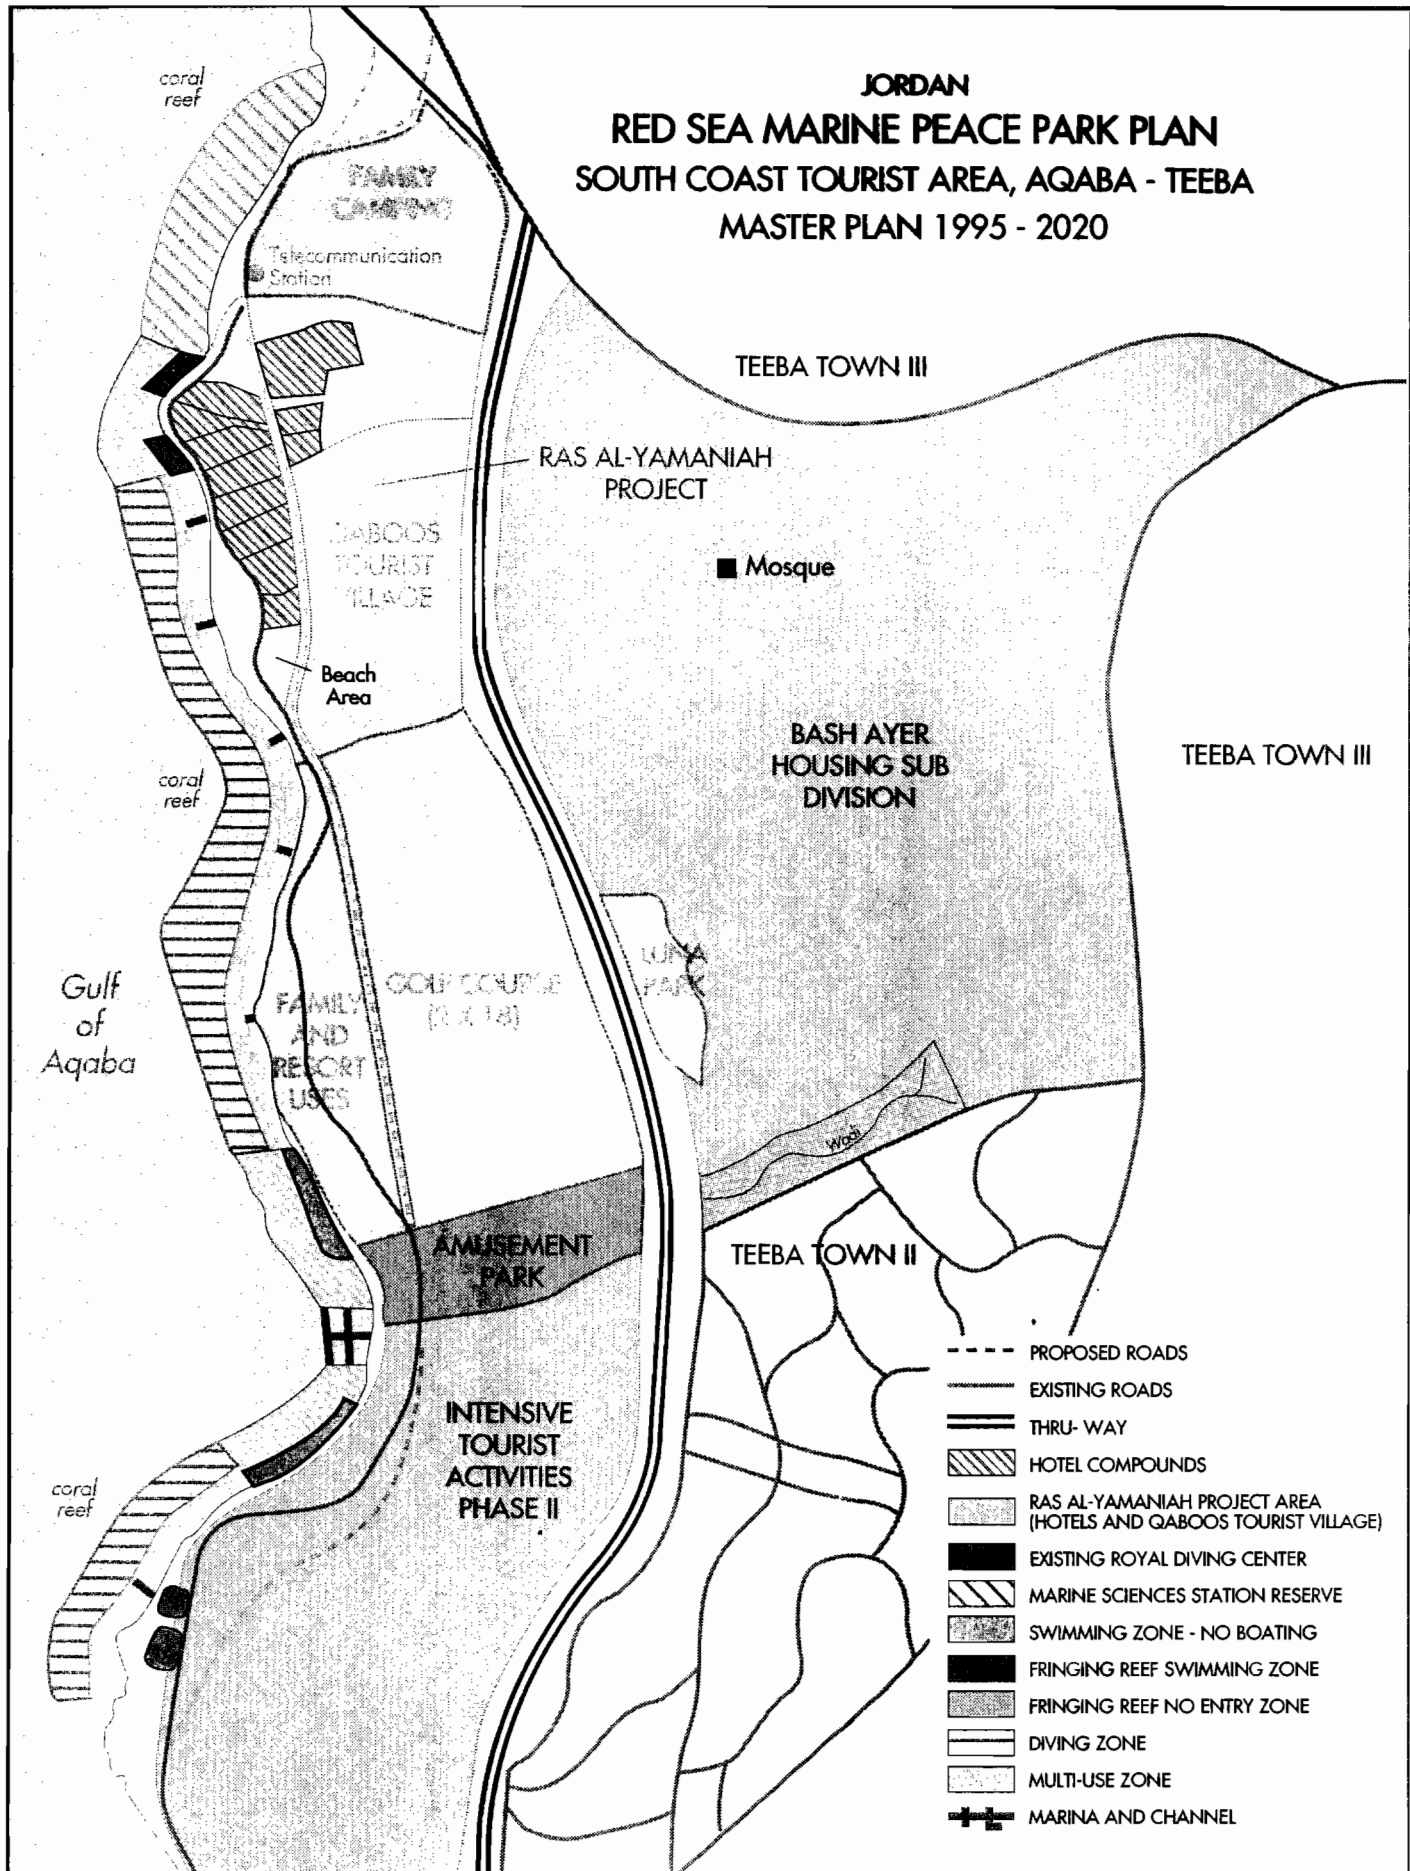 JORDAN
RED SEA MARINE PEACE PARK PLAN
SOUTH COAST TOURIST AREA, AQABA - TEEBA
MASTER PLAN 1995 - 2020
coral
reef
FAMILY
CAMPING
Telecommunication
Station
TEEBA TOWN III
RAS AL-YAMANIAH
PROJECT
QABOOS
TOURIST
VILLAGE
Mosque
Beach
Area
BASH AYER
HOUSING SUB
DIVISION
TEEBA TOWN III
coral
reef
LUNA
PARK
Gulf
of
Aqaba
GOLF COURSE
(2 X 18)
FAMILY
AND
RESORT
USES
Wadi
AMUSEMENT
PARK
TEEBA TOWN II
INTENSIVE
TOURIST
ACTIVITIES
PHASE II
coral
reef
PROPOSED ROADS
EXISTING ROADS
THRU- WAY
HOTEL COMPOUNDS
RAS AL-YAMANIAH PROJECT AREA
(HOTELS AND QABOOS TOURIST VILLAGE)
EXISTING ROYAL DIVING CENTER
MARINE SCIENCES STATION RESERVE
SWIMMING ZONE - NO BOATING
FRINGING REEF SWIMMING ZONE
FRINGING REEF NO ENTRY ZONE
DIVING ZONE
MULTI-USE ZONE
MARINA AND CHANNEL